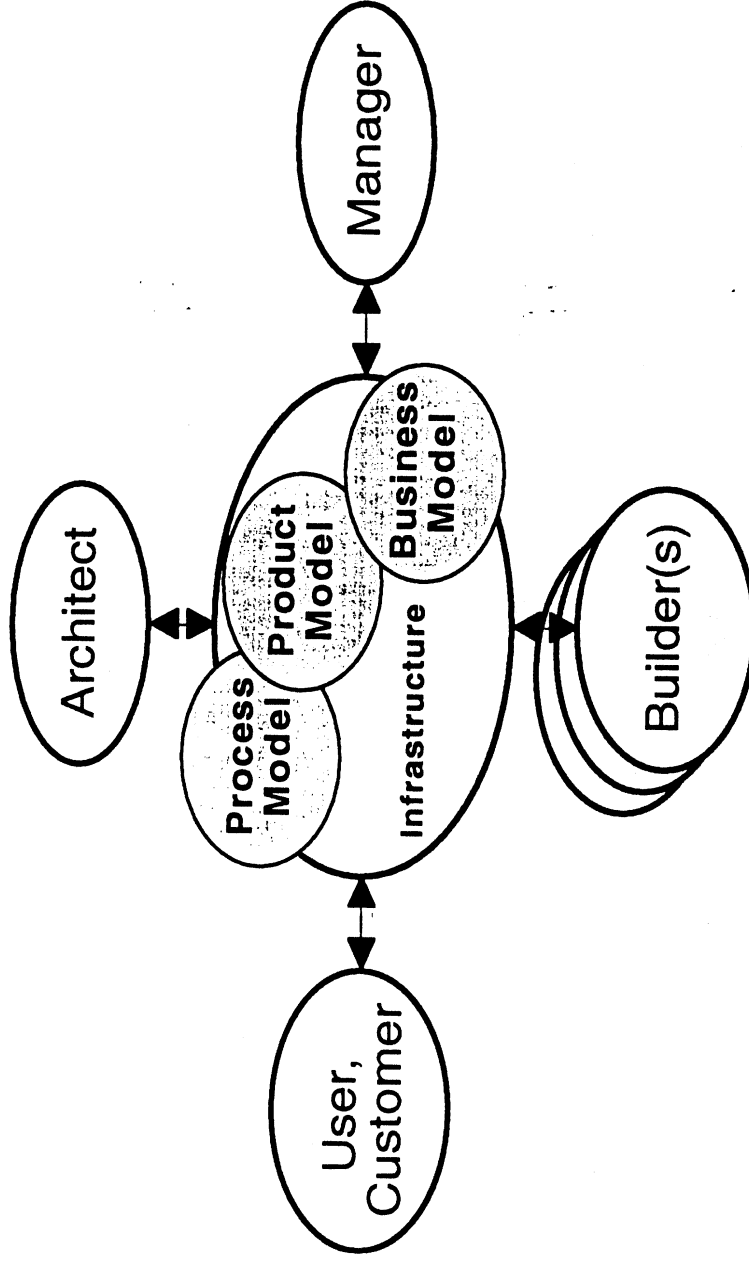 Architect
Process
Model
Product
Model
User,
Customer
Manager
Business
Model
Infrastructure
Builder(s)